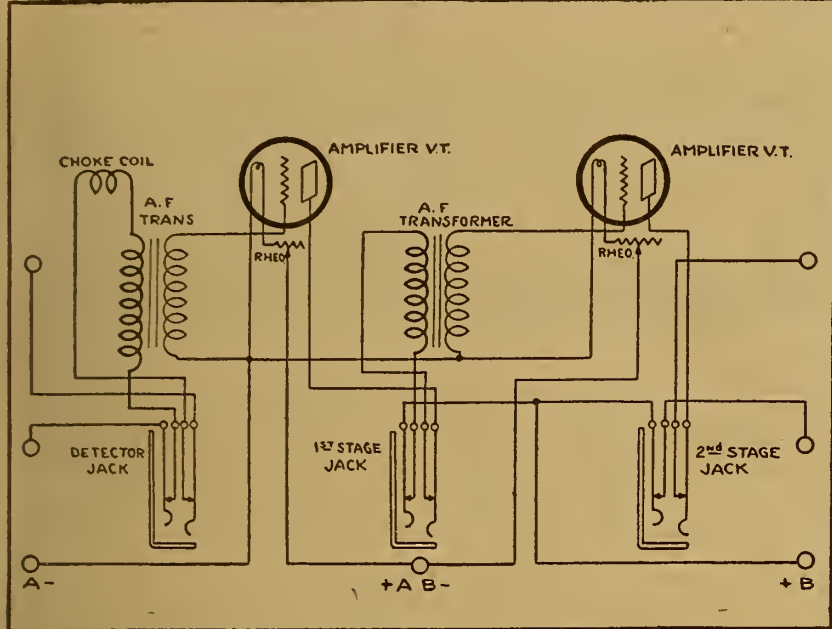 CHOKE COIL
A.F
TRANS
AMPLIFIER V.T.
RHEO.
A.F
TRANSFORMER
AMPLIFIER V.T.
RHEO.
DETECTOR
JACK
1ST STAGE
JACK
2nd STAGE
JACK
A-
+A B-
+ B